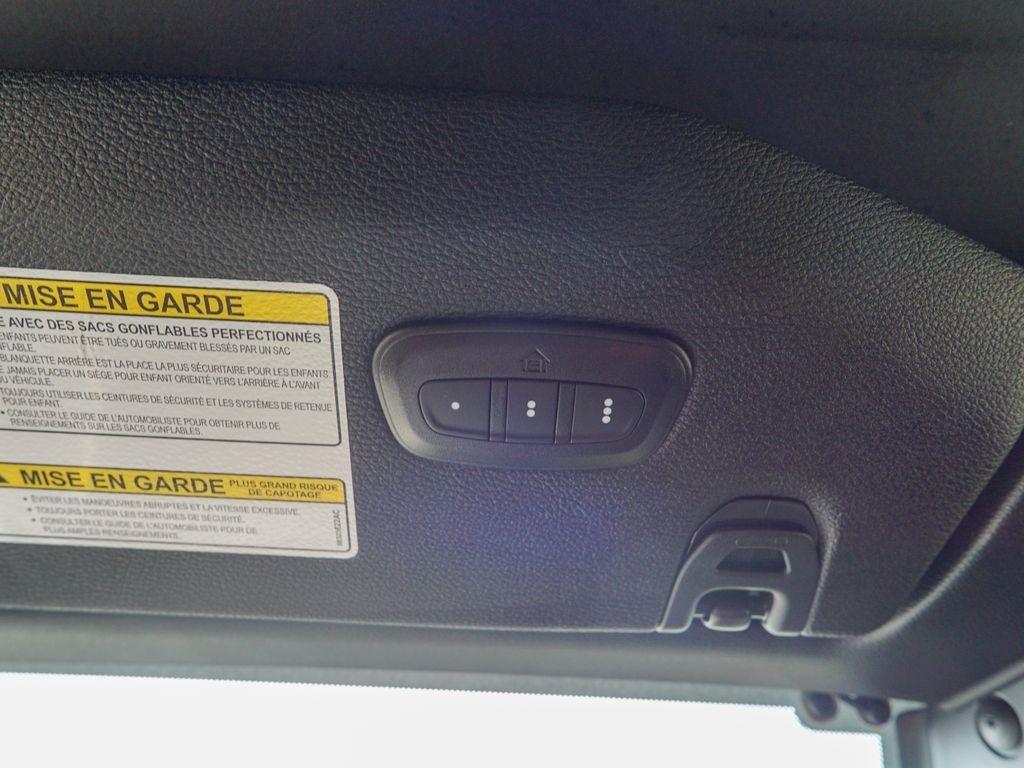 MISE EN GARDE
E AVEC DES SACS GONFLABLES PERFECTIONNÉS
ENFANTS PEUVENT ÊTRE TUÉS OU GRAVEMENT BLESSÉS PAR UN SAC
FLABLE.
BLANQUETTE ARRIÈRE EST LA PLACE LA PLUS SÉCURITAIRE POUR LES ENFANTS.
E JAMAIS PLACER UN SIÈGE POUR ENFANT ORIENTÉ VERS L'ARRIÈRE À L'AVANT
DU VÉHICULE.
TOUJOURS UTILISER LES CEINTURES DE SÉCURITÉ ET LES SYSTÈMES DE RETENUE
POUR ENFANT.
• CONSULTER LE GUIDE DE L'AUTOMOBILISTE POUR OBTENIR PLUS DE
RENSEIGNEMENTS SUR LES SACS GONFLABLES.
MISE EN GARDE PLUS GRAND RISQUE
DE CAPOTAGE
• ÉVITER LES MANOEUVRES ABRUPTES ET LA VITESSE EXCESSIVE.
• TOUJOURS PORTER LES CEINTURES DE SÉCURITÉ.
• CONSULTER LE GUIDE DE L'AUTOMOBILISTE POUR DE
PLUS AMPLES RENSEIGNEMENTS.